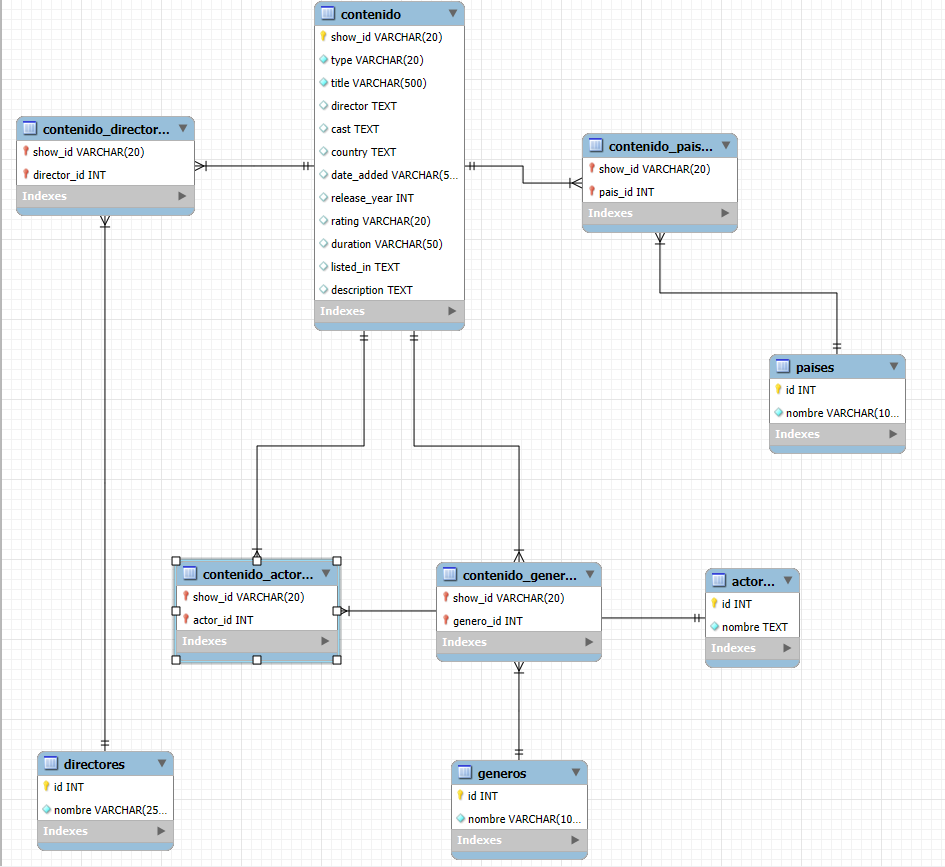 contenido
show_id VARCHAR(20)
type VARCHAR(20)
title VARCHAR(500)
director TEXT
cast TEXT
country TEXT
date_added VARCHAR(5...
release_year INT
rating VARCHAR(20)
duration VARCHAR(50)
listed_in TEXT
description TEXT
Indexes
contenido_director...
show_id VARCHAR(20)
director_id INT
Indexes
contenido_pais...
show_id VARCHAR(20)
pais_id INT
Indexes
paises
id INT
nombre VARCHAR(10...
Indexes
contenido_actor...
show_id VARCHAR(20)
actor_id INT
Indexes
contenido_gener...
show_id VARCHAR(20)
genero_id INT
Indexes
actor...
id INT
nombre TEXT
Indexes
directores
id INT
nombre VARCHAR(25...
Indexes
generos
id INT
nombre VARCHAR(10...
Indexes